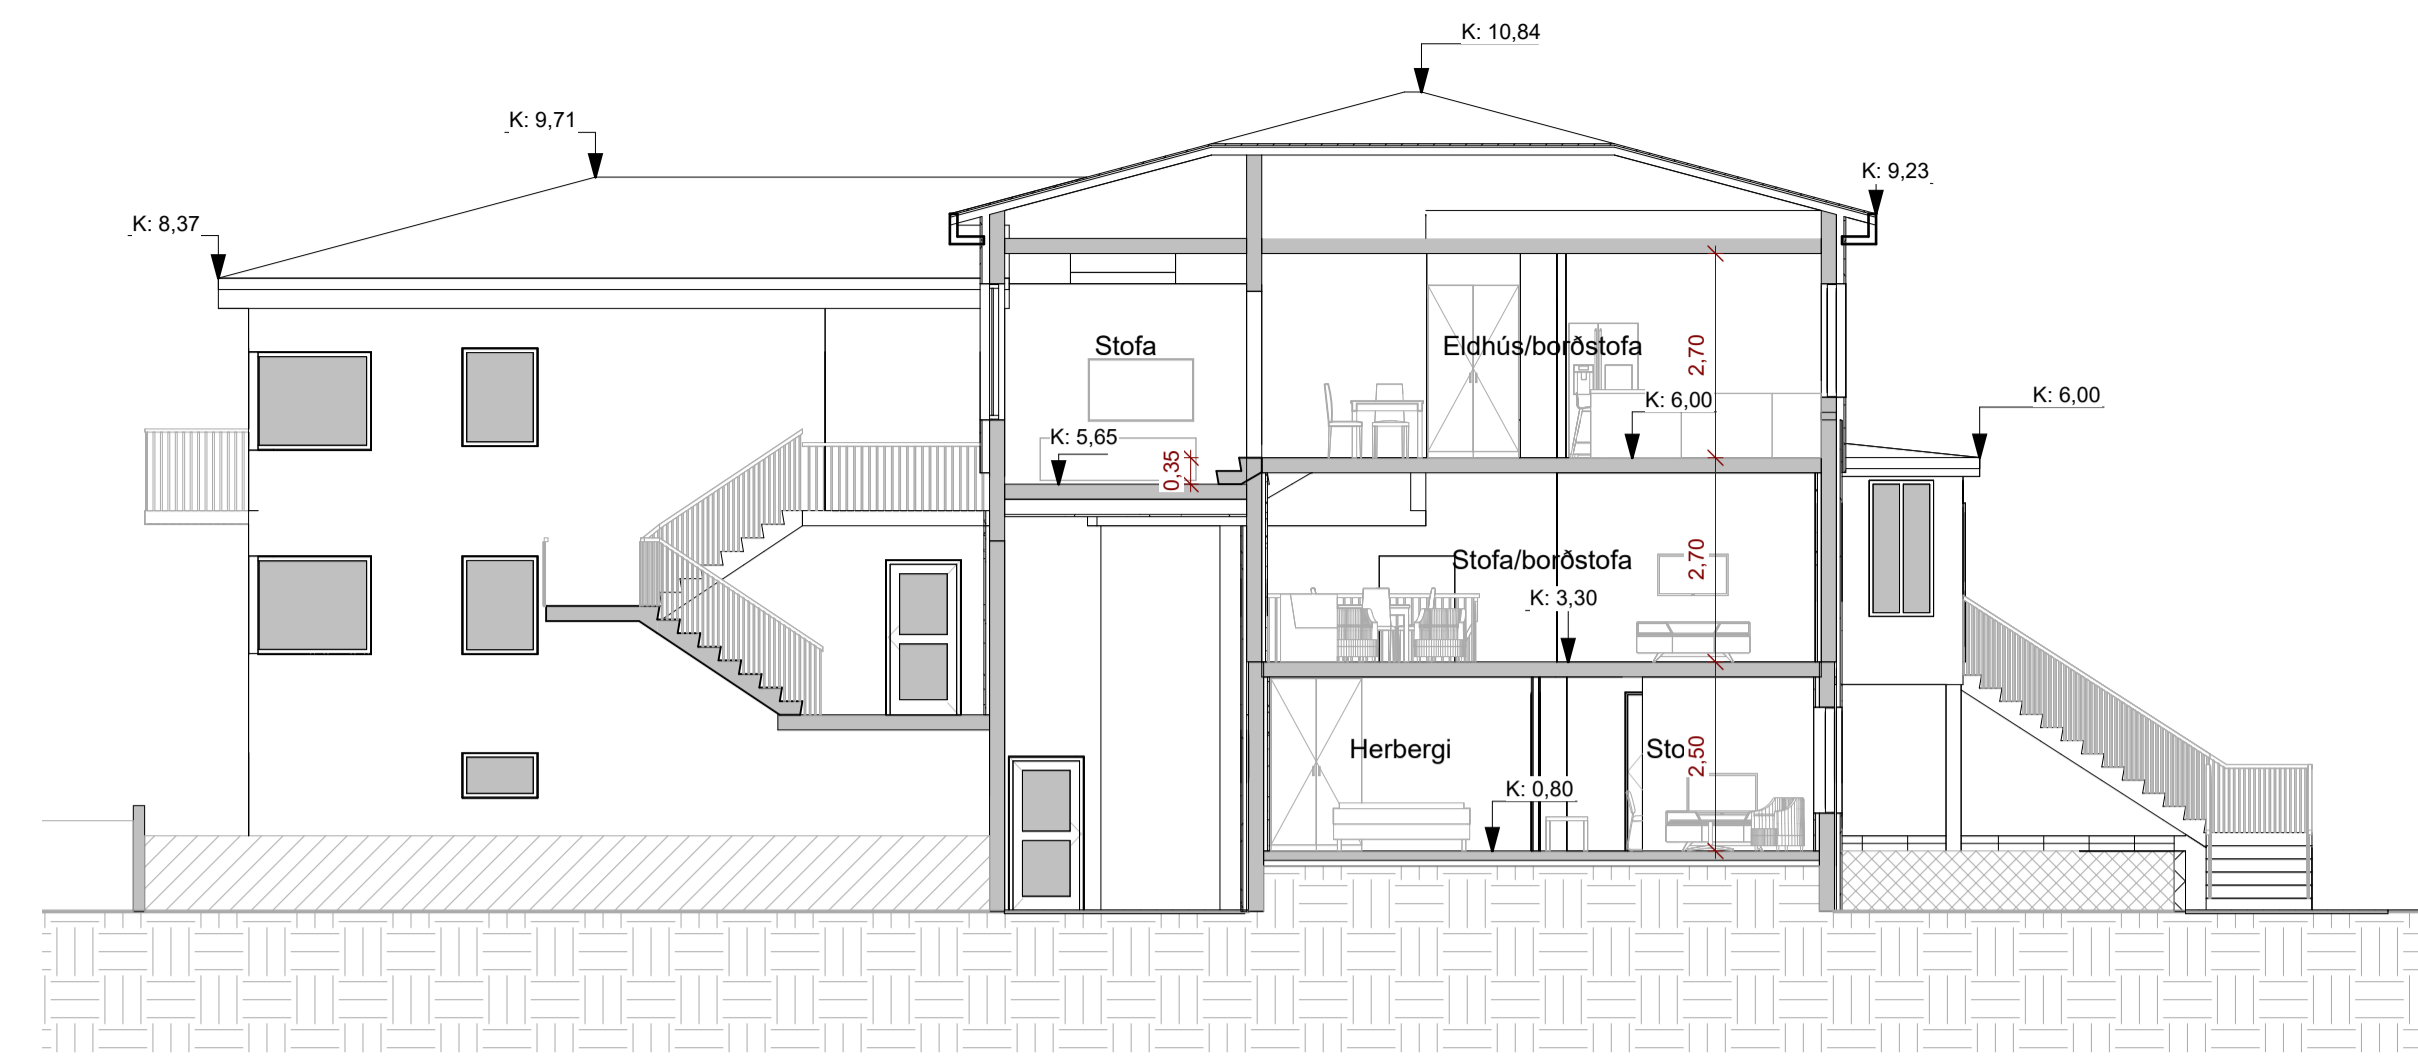 K: 10,84
K: 9,71
K: 9,23
K: 8,37
Stofa
Eldhús/borðstofa
2,70
K: 6,00
K: 6,00
K: 5,65
0,35
Stofa/borðstofa
2,70
K: 3,30
Herbergi
Sto
2,50
K: 0,80